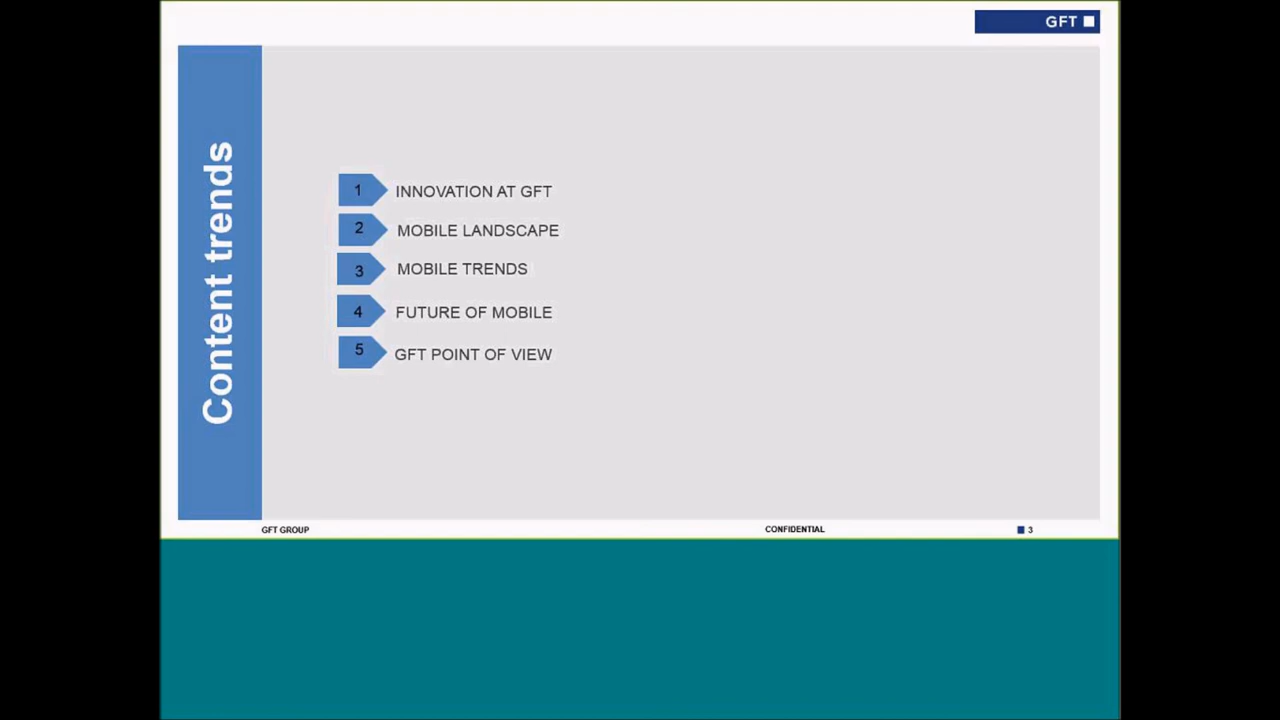 GFT
Content trends
1 INNOVATION AT GFT
2 MOBILE LANDSCAPE
3 MOBILE TRENDS
4 FUTURE OF MOBILE
5 GFT POINT OF VIEW
GFT GROUP CONFIDENTIAL 3